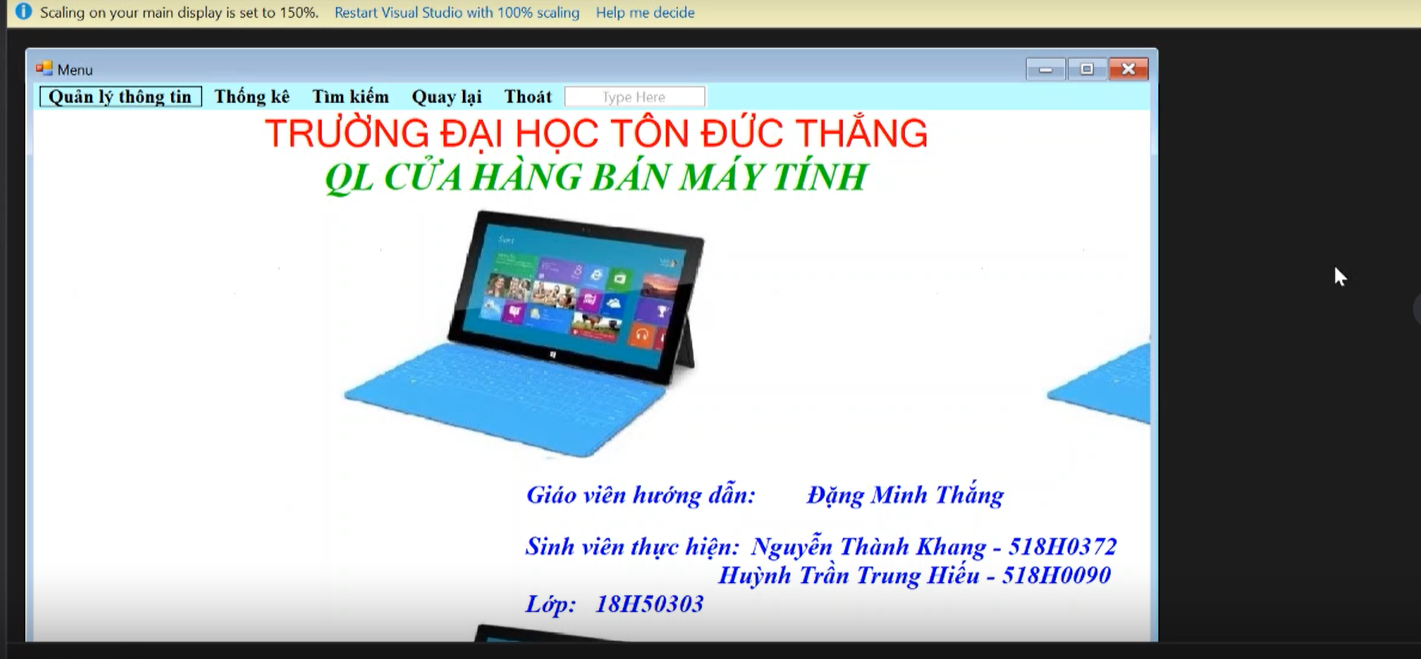 Scaling on your main display is set to 150%. Restart Visual Studio with 100% scaling Help me decide
Menu
Quản lý thông tin Thống kê Tìm kiếm Quay lại Thoát Type Here
TRƯỜNG ĐẠI HỌC TÔN ĐỨC THẮNG
QL CỬA HÀNG BÁN MÁY TÍNH
Start
Giáo viên hướng dẫn: Đặng Minh Thắng
Sinh viên thực hiện: Nguyễn Thành Khang - 518H0372
Huỳnh Trần Trung Hiếu - 518H0090
Lớp: 18H50303